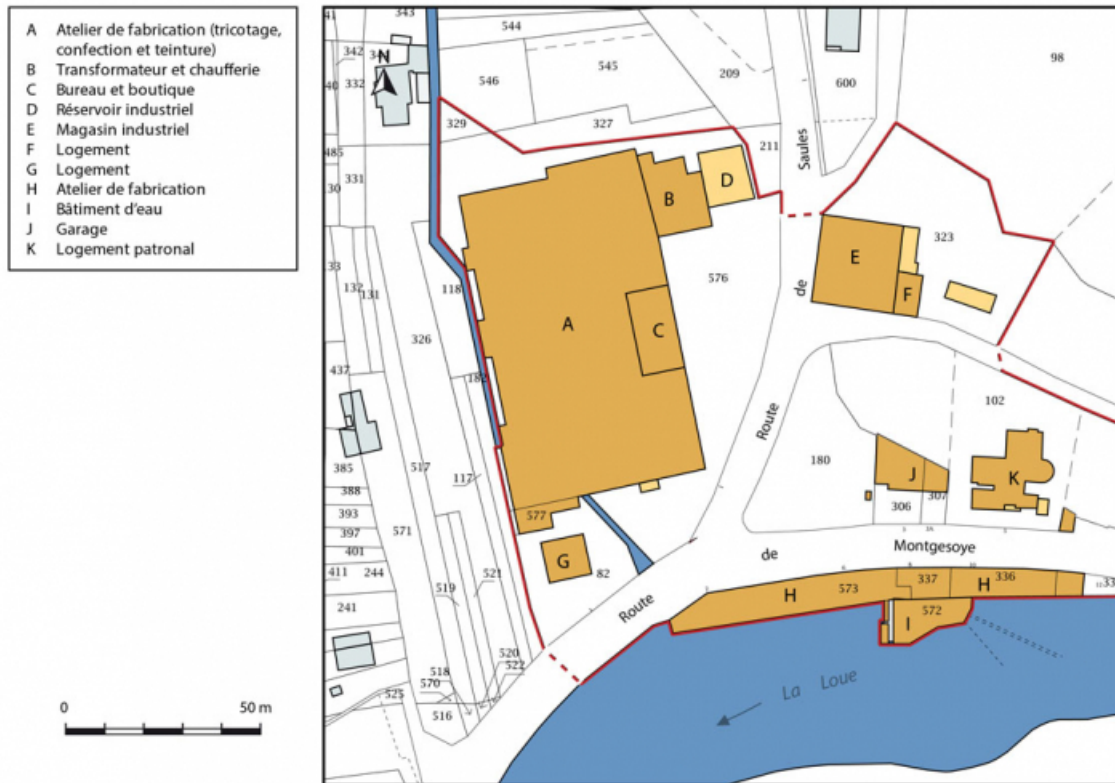 A Atelier de fabrication (tricotage,
confection et teinture)
B Transformateur et chaufferie
C Bureau et boutique
D Réservoir industriel
E Magasin industriel
F Logement
G Logement
H Atelier de fabrication
I Bâtiment d'eau
J Garage
K Logement patronal
0 50 m
N
343
342
332
40
485
30
331
33
132
131
118
326
437
182
385
388
393
397
401
411
244
241
517
117
571
519
521
518
520
522
570
516
525
329
544
546
545
327
209
211
600
98
Saules
de
Route
A
B
C
D
576
E
F
323
102
180
J
306
307
K
577
G
82
Route
de
Montgesoye
H
573
337
336
H
572
I
La Loue